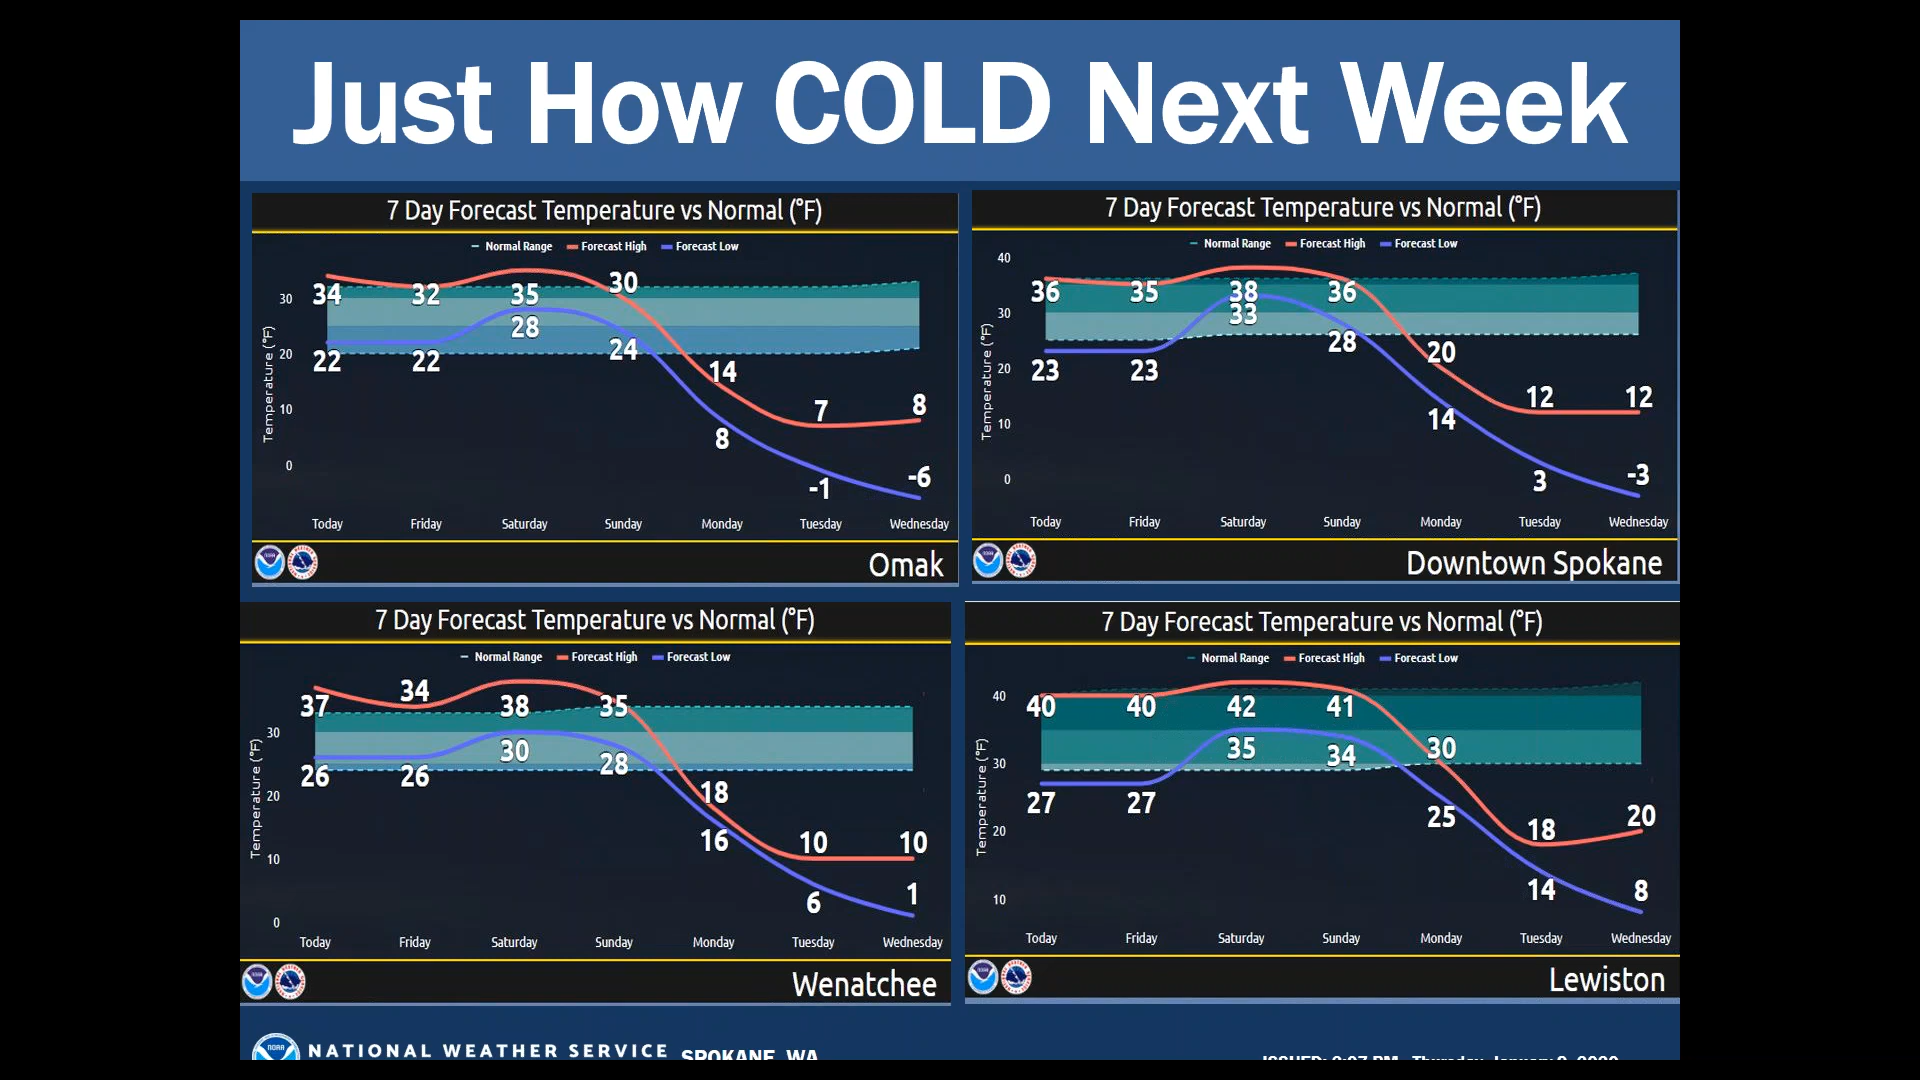 Just How COLD Next Week
7 Day Forecast Temperature vs Normal (°F)
Normal Range Forecast High Forecast Low
30
20
10
0
Temperature (°F)
34 32 35 30 14 7 8
22 22 28 24 8 -1 -6
Today Friday Saturday Sunday Monday Tuesday Wednesday
Omak
7 Day Forecast Temperature vs Normal (°F)
Normal Range Forecast High Forecast Low
40
30
20
10
0
Temperature (°F)
36 35 38 36 20 12 12
23 23 33 28 14 3 -3
Today Friday Saturday Sunday Monday Tuesday Wednesday
Downtown Spokane
7 Day Forecast Temperature vs Normal (°F)
Normal Range Forecast High Forecast Low
30
20
10
0
Temperature (°F)
37 34 38 35 18 10 10
26 26 30 28 16 6 1
Today Friday Saturday Sunday Monday Tuesday Wednesday
Wenatchee
7 Day Forecast Temperature vs Normal (°F)
Normal Range Forecast High Forecast Low
40
30
20
10
Temperature (°F)
40 40 42 41 30 18 20
27 27 35 34 25 14 8
Today Friday Saturday Sunday Monday Tuesday Wednesday
Lewiston
NOAA
NATIONAL WEATHER SERVICE SPOKANE, WA